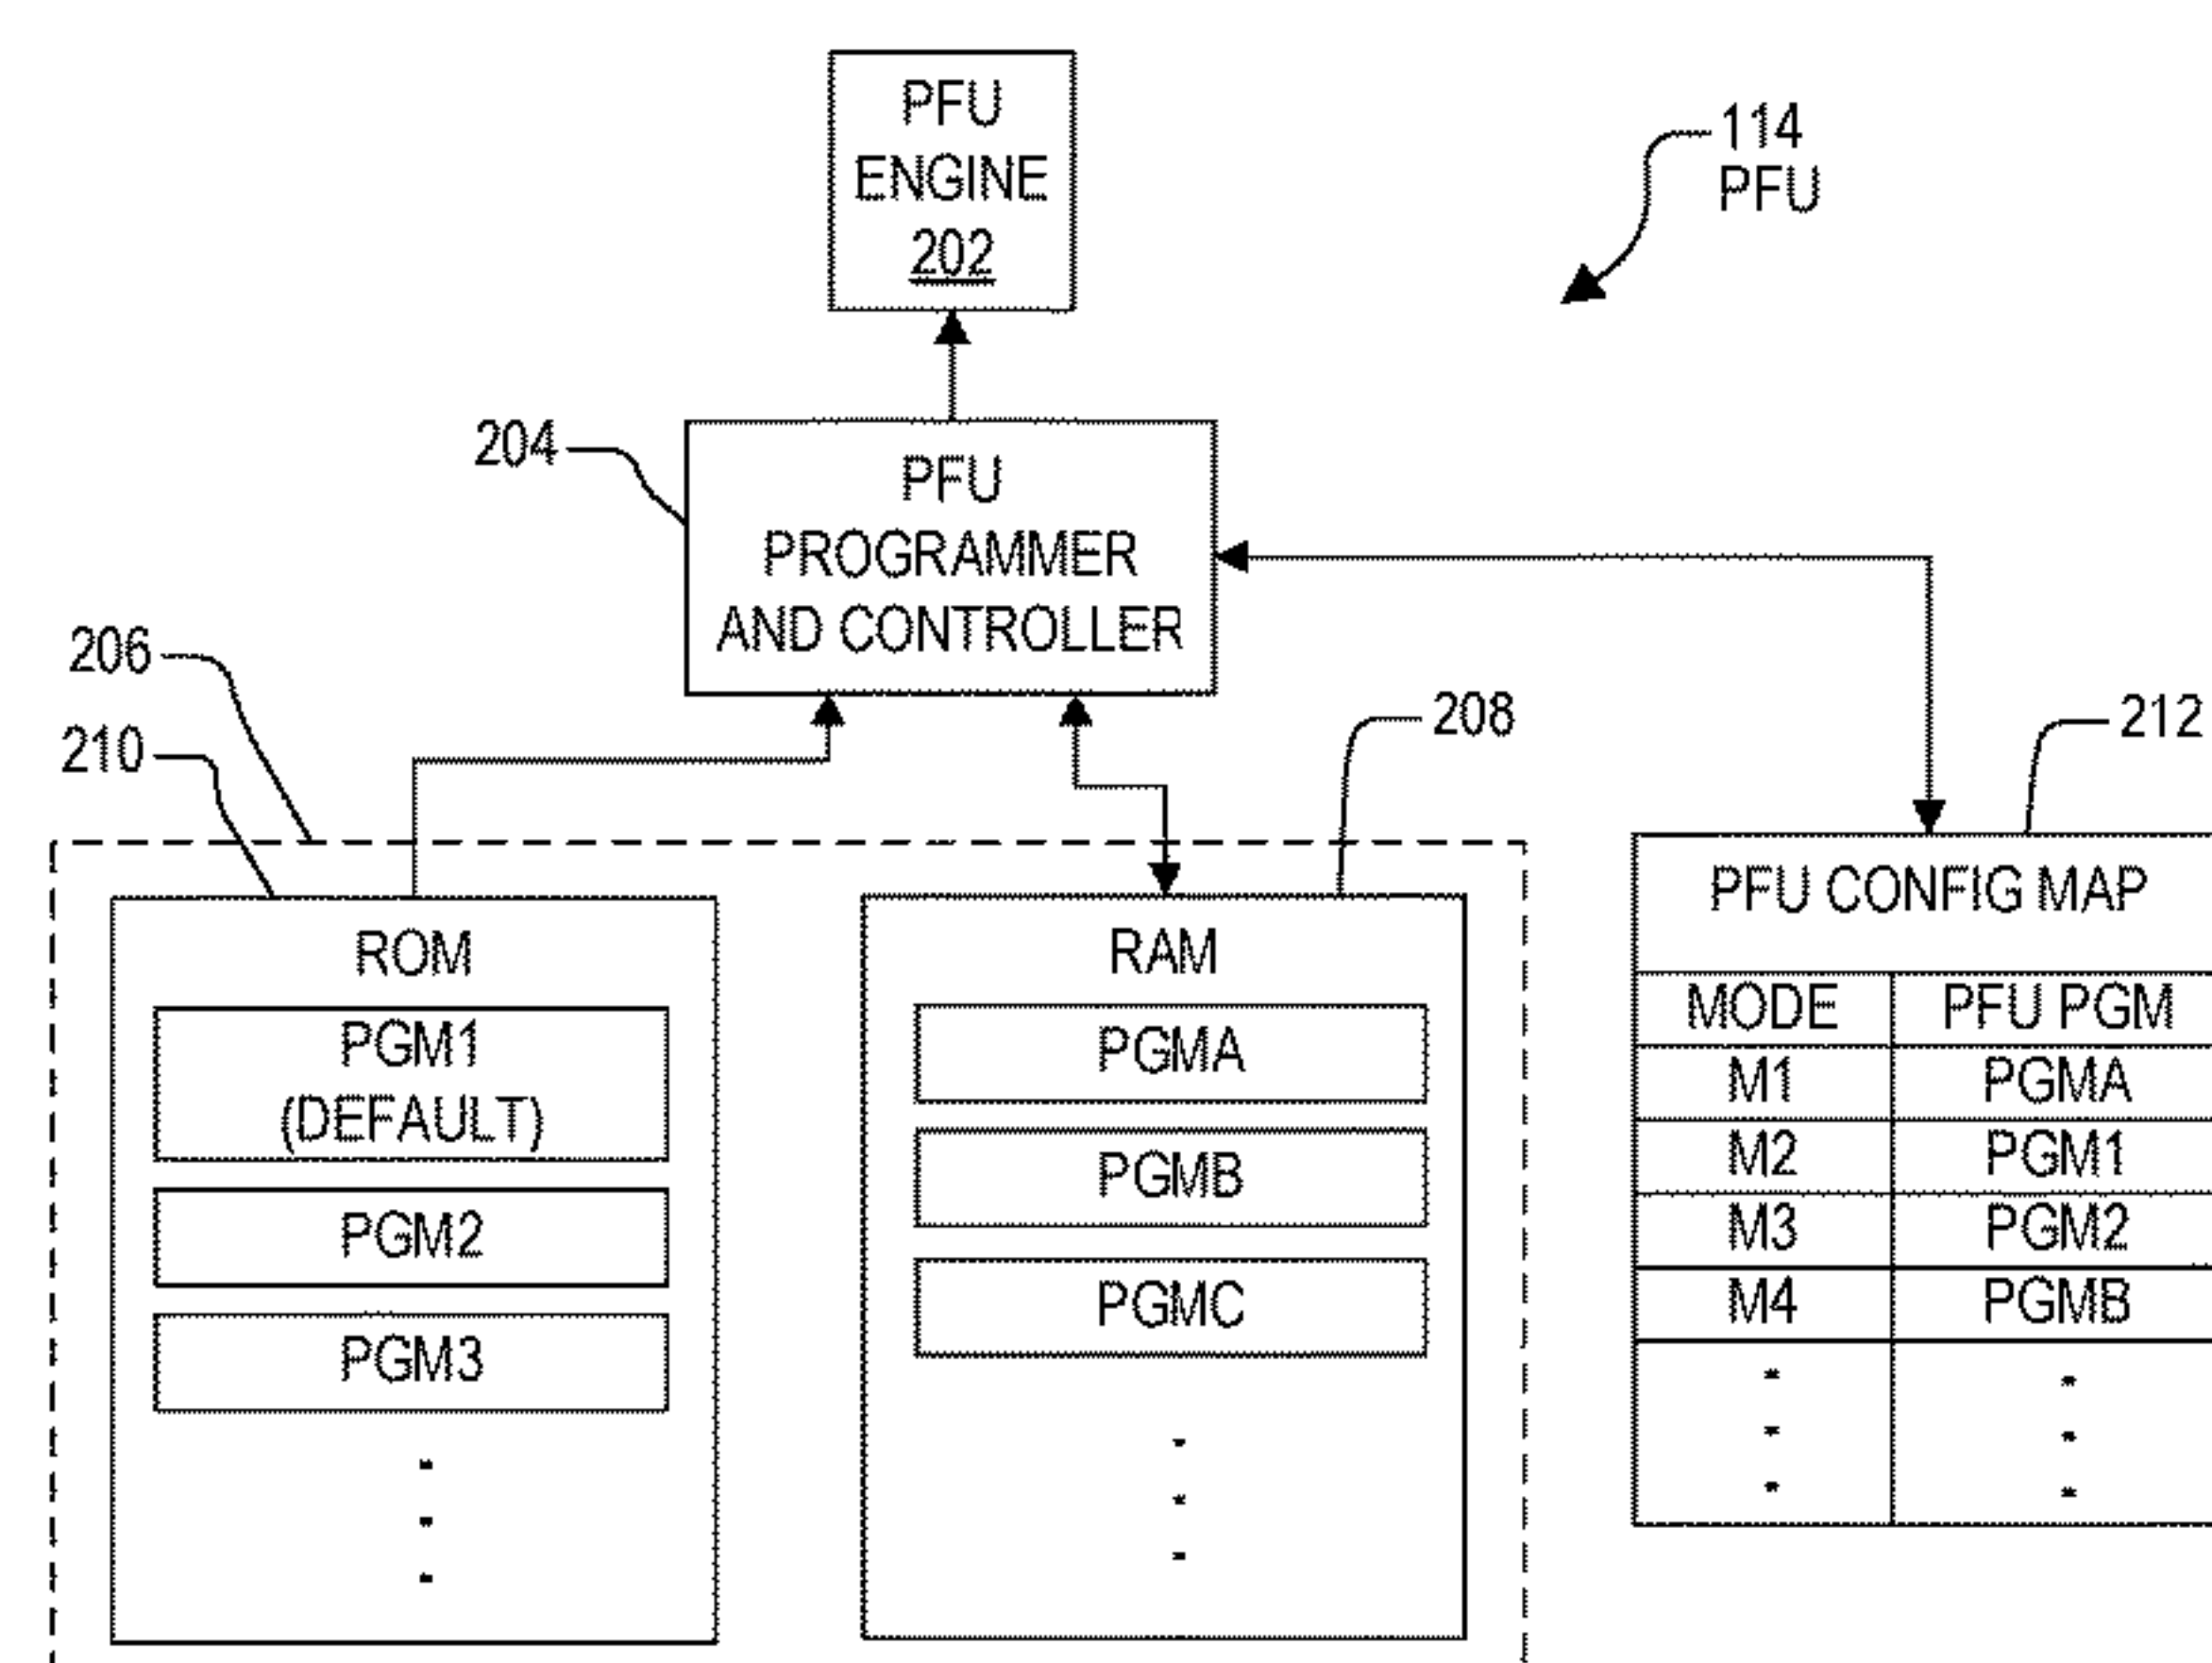 PFU
ENGINE
202
114
PFU
204
PFU
PROGRAMMER
AND CONTROLLER
206
210
208
212
ROM
PGM1
(DEFAULT)
PGM2
PGM3
RAM
PGMA
PGMB
PGMC
PFU CONFIG MAP
MODE PFU PGM
M1 PGMA
M2 PGM1
M3 PGM2
M4 PGMB